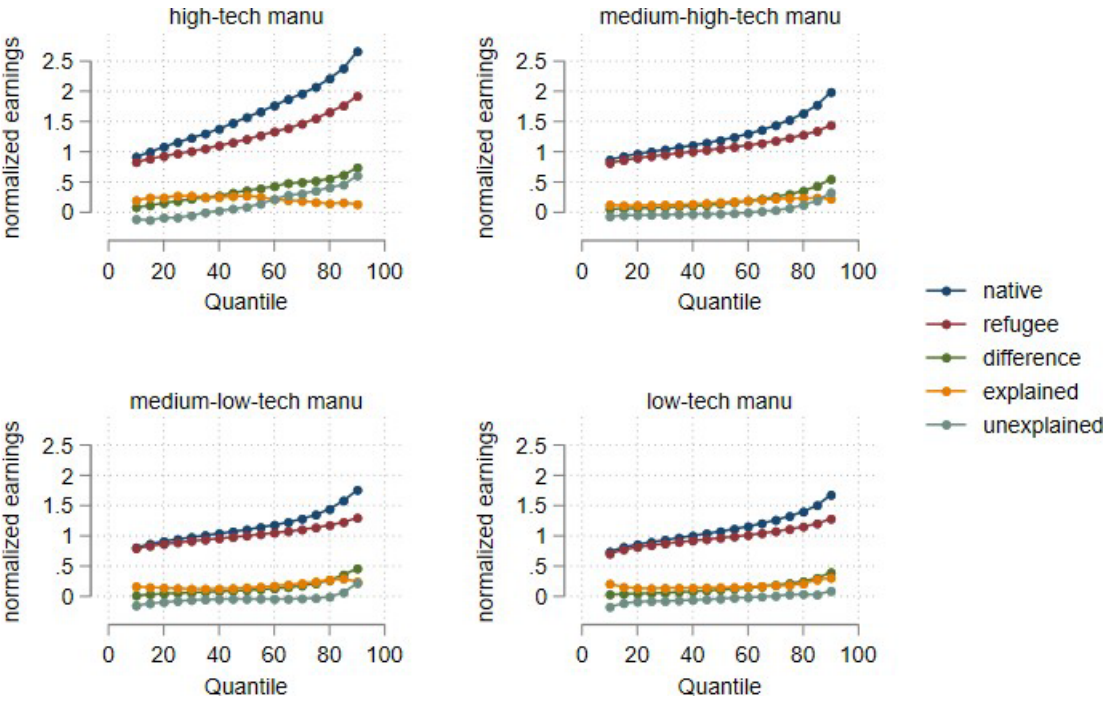 high-tech manu
normalized earnings
2.5
2
1.5
1
.5
0
0 20 40 60 80 100
Quantile
medium-high-tech manu
normalized earnings
2.5
2
1.5
1
.5
0
0 20 40 60 80 100
Quantile
medium-low-tech manu
normalized earnings
2.5
2
1.5
1
.5
0
0 20 40 60 80 100
Quantile
low-tech manu
normalized earnings
2.5
2
1.5
1
.5
0
0 20 40 60 80 100
Quantile
native
refugee
difference
explained
unexplained